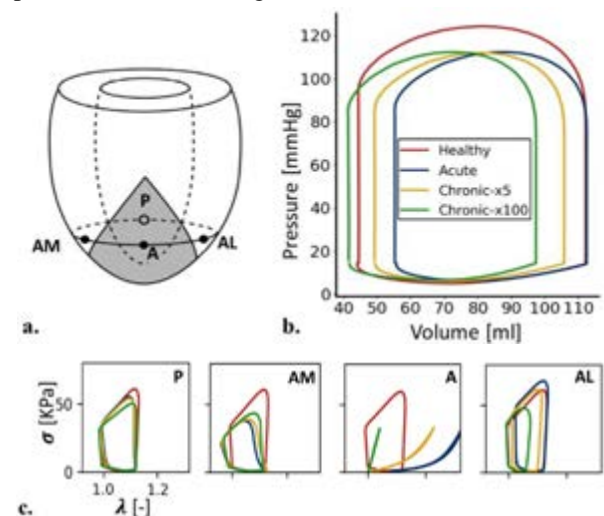 P
AM
A
AL
a.
Pressure [mmHg]
120
100
80
60
40
20
0
Healthy
Acute
Chronic-x5
Chronic-x100
40 50 60 70 80 90 100 110
Volume [ml]
b.
P
AM
A
AL
σ [KPa]
50
0
1.0 1.2
λ [-]
c.